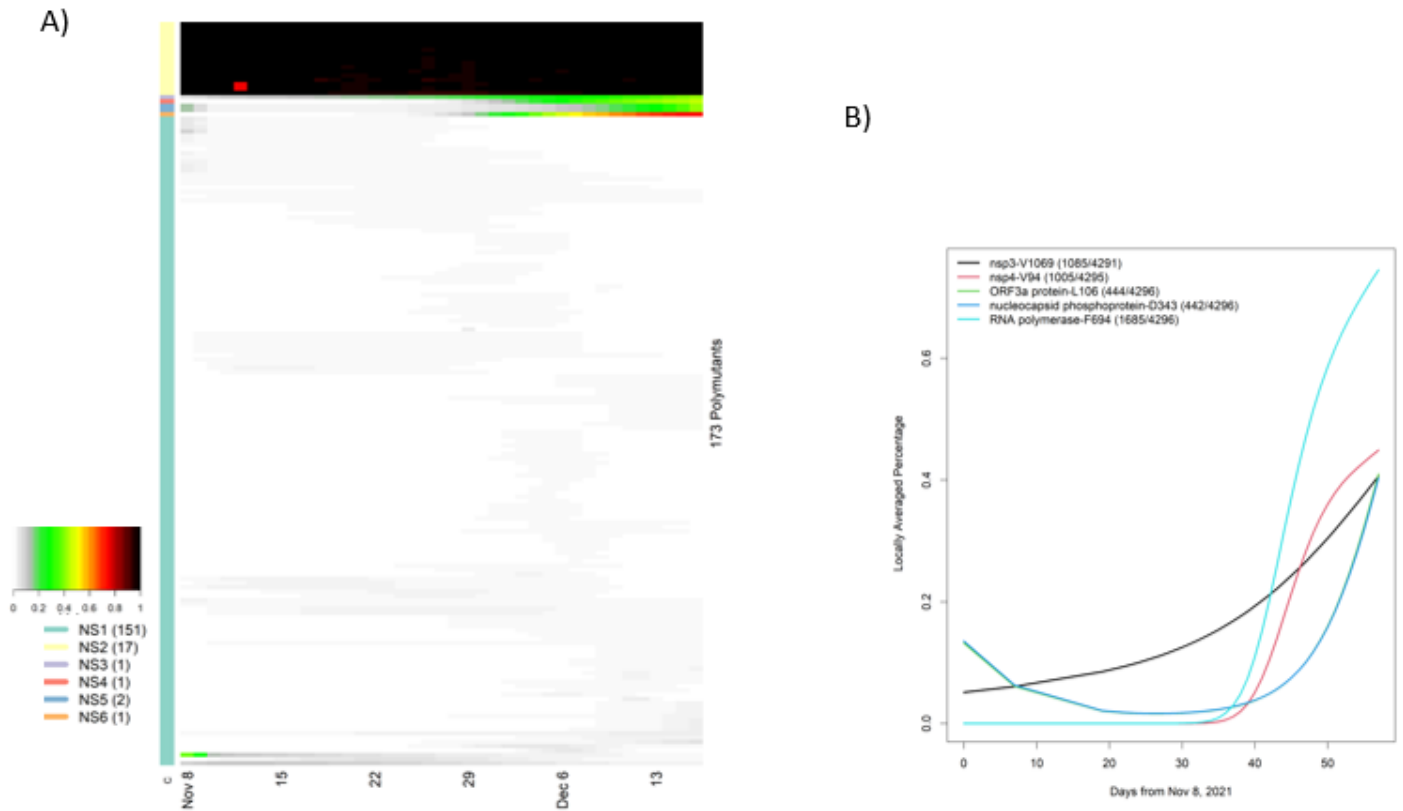 A)
B)
173 Polymutants
0 0.2 0.4 0.6 0.8 1
NS1 (151)
NS2 (17)
NS3 (1)
NS4 (1)
NS5 (2)
NS6 (1)
C
Nov 8
15
22
29
Dec 6
13
nsp3-V1069 (1085/4291)
nsp4-V94 (1005/4295)
ORF3a protein-L106 (444/4296)
nucleocapsid phosphoprotein-D343 (442/4296)
RNA polymerase-F694 (1685/4296)
Locally Averaged Percentage
0.6
0.4
0.2
0.0
0 10 20 30 40 50
Days from Nov 8, 2021